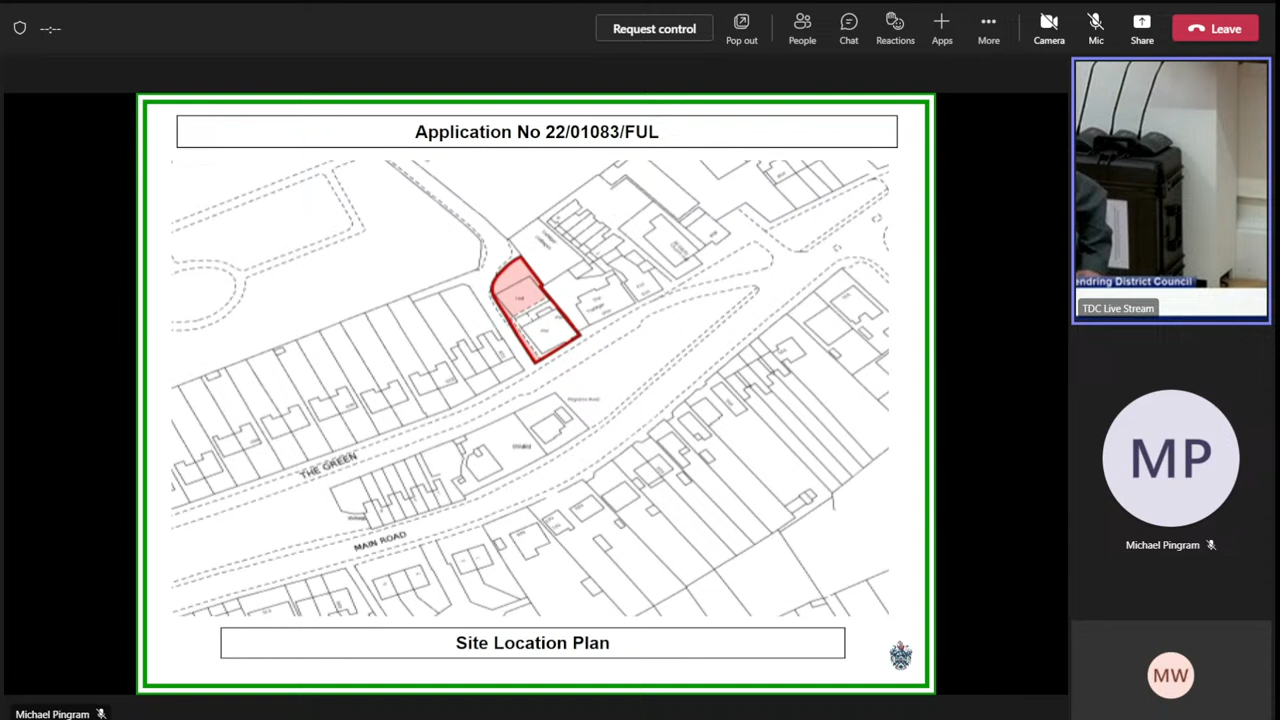 --:--
Request control
Pop out
People
Chat
Reactions
Apps
More
Camera
Mic
Share
Leave
Application No 22/01083/FUL
THE GREEN
MAIN ROAD
Site Location Plan
endring District Council
TDC Live Stream
MP
Michael Pingram
MW
Michael Pingram